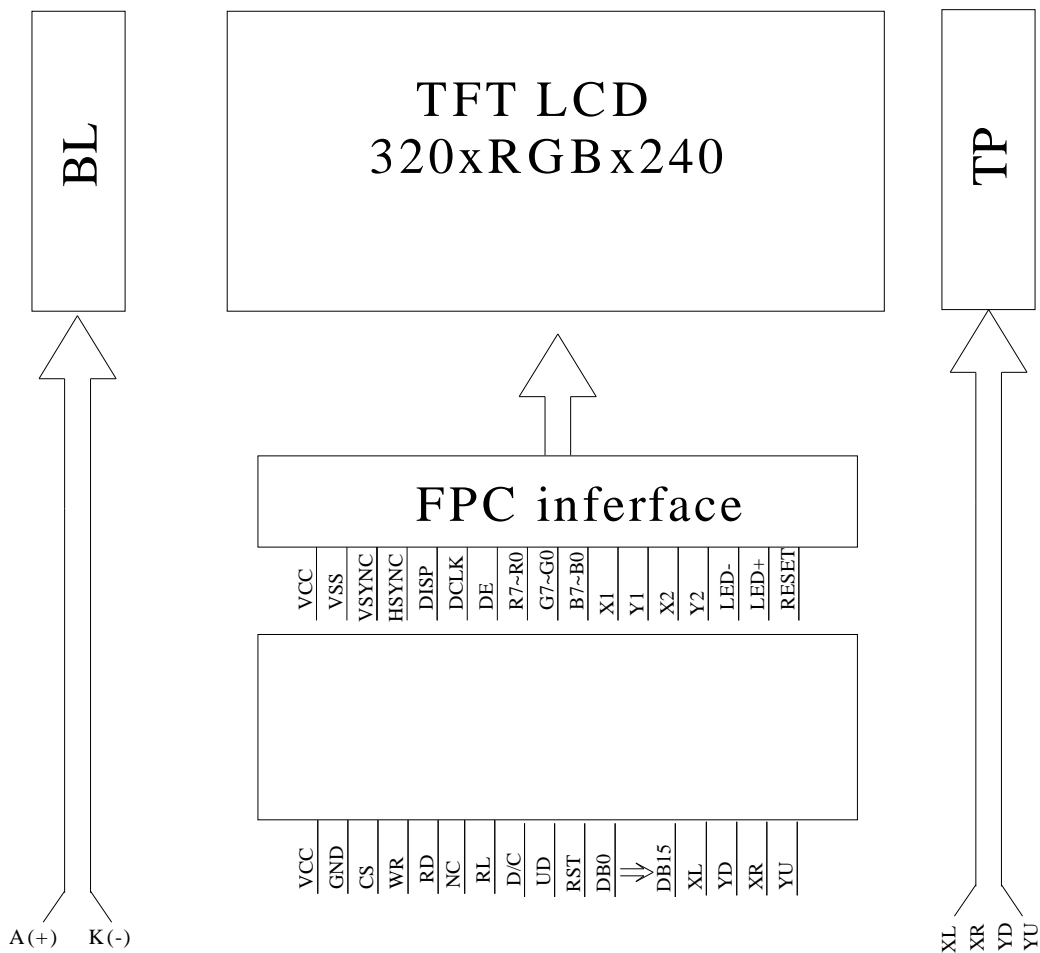 BL
TFT LCD
320xRGBx240
TP
FPC inferface
VCC
VSS
VSYNC
HSYNC
DISP
DCLK
DE
R7~R0
G7~G0
B7~B0
X1
Y1
X2
Y2
LED-
LED+
RESET
VCC
GND
CS
WR
RD
NC
RL
D/C
UD
RST
DB0
DB15
XL
YD
XR
YU
A(+)
K(-)
XL
XR
YD
YU